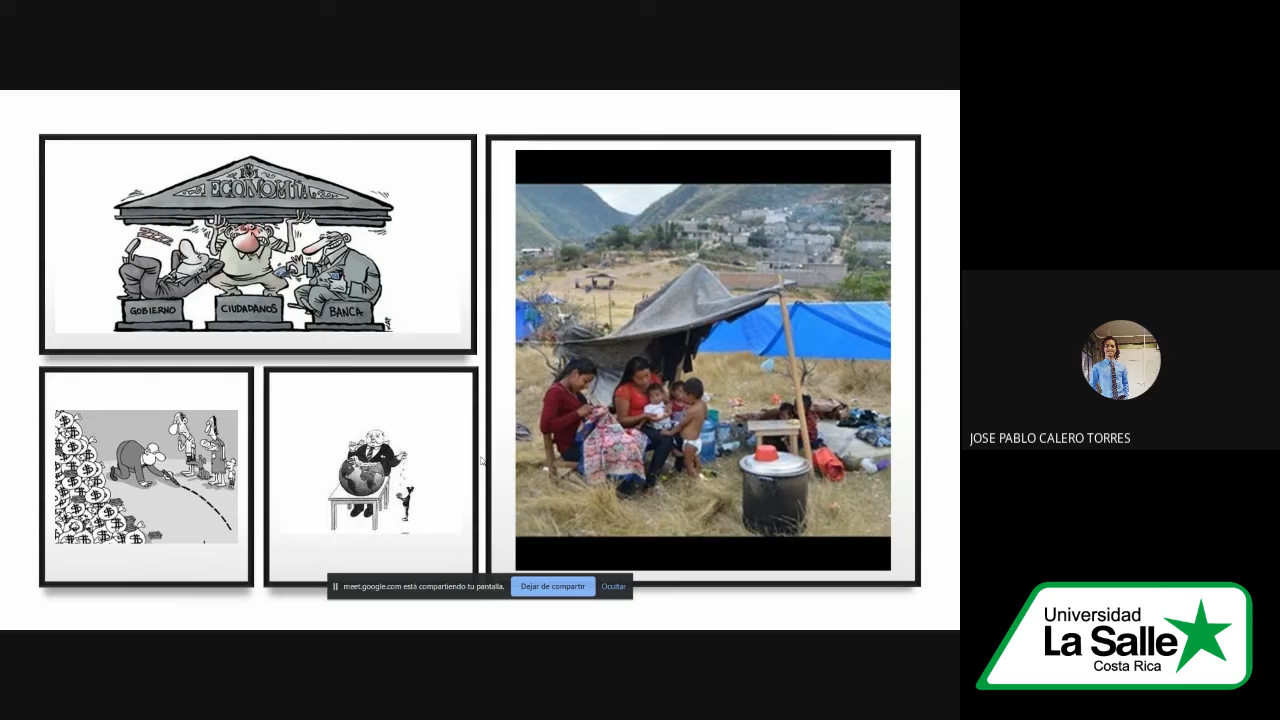 ECONOMÍA
GOBIERNO
CIUDADANOS
BANCA
meet.google.com está compartiendo tu pantalla.
Dejar de compartir
Ocultar
JOSE PABLO CALERO TORRES
Universidad
La Salle
Costa Rica